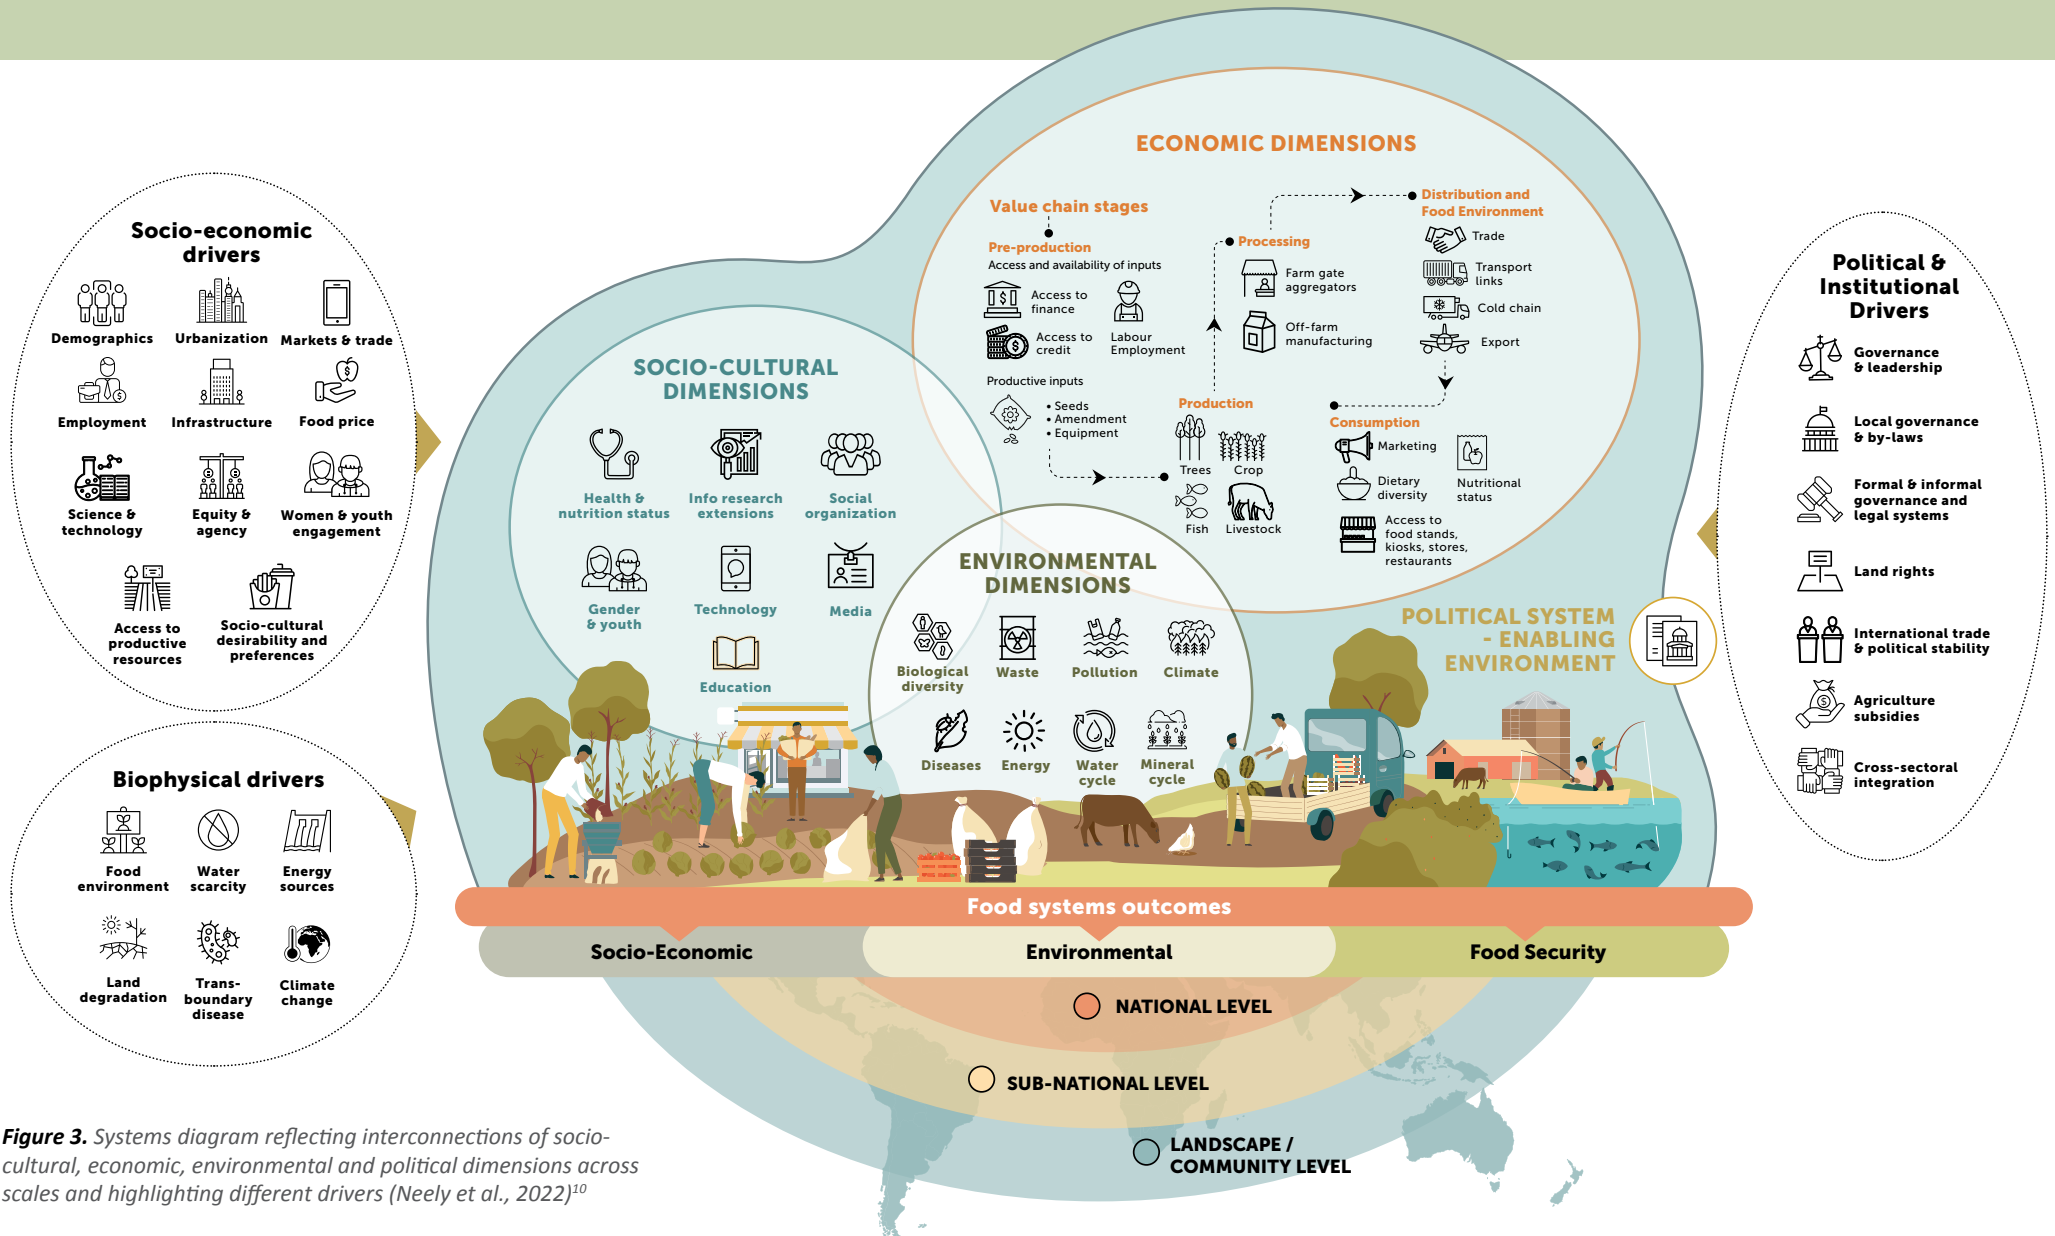 Socio-economic
drivers
Demographics
Urbanization
Markets & trade
Employment
Infrastructure
Food price
Science &
technology
Equity &
agency
Women & youth
engagement
Access to
productive
resources
Socio-cultural
desirability and
preferences
Biophysical drivers
Food
environment
Water
scarcity
Energy
sources
Land
degradation
Trans-
boundary
disease
Climate
change
SOCIO-CULTURAL
DIMENSIONS
Health &
nutrition status
Info research
extensions
Social
organization
Gender
& youth
Technology
Media
Education
ECONOMIC DIMENSIONS
Value chain stages
Pre-production
Access and availability of inputs
Access to
finance
Access to
credit
Labour
Employment
Productive inputs
• Seeds
• Amendment
• Equipment
Production
Trees
Crop
Fish
Livestock
Processing
Farm gate
aggregators
Off-farm
manufacturing
Distribution and
Food Environment
Trade
Transport
links
Cold chain
Export
Consumption
Marketing
Dietary
diversity
Nutritional
status
Access to
food stands,
kiosks, stores,
restaurants
ENVIRONMENTAL
DIMENSIONS
Biological
diversity
Waste
Pollution
Climate
Diseases
Energy
Water
cycle
Mineral
cycle
POLITICAL SYSTEM
- ENABLING
ENVIRONMENT
Political &
Institutional
Drivers
Governance
& leadership
Local governance
& by-laws
Formal & informal
governance and
legal systems
Land rights
International trade
& political stability
Agriculture
subsidies
Cross-sectoral
integration
Food systems outcomes
Socio-Economic
Environmental
Food Security
NATIONAL LEVEL
SUB-NATIONAL LEVEL
LANDSCAPE /
COMMUNITY LEVEL
Figure 3. Systems diagram reflecting interconnections of socio-
cultural, economic, environmental and political dimensions across
scales and highlighting different drivers (Neely et al., 2022)10